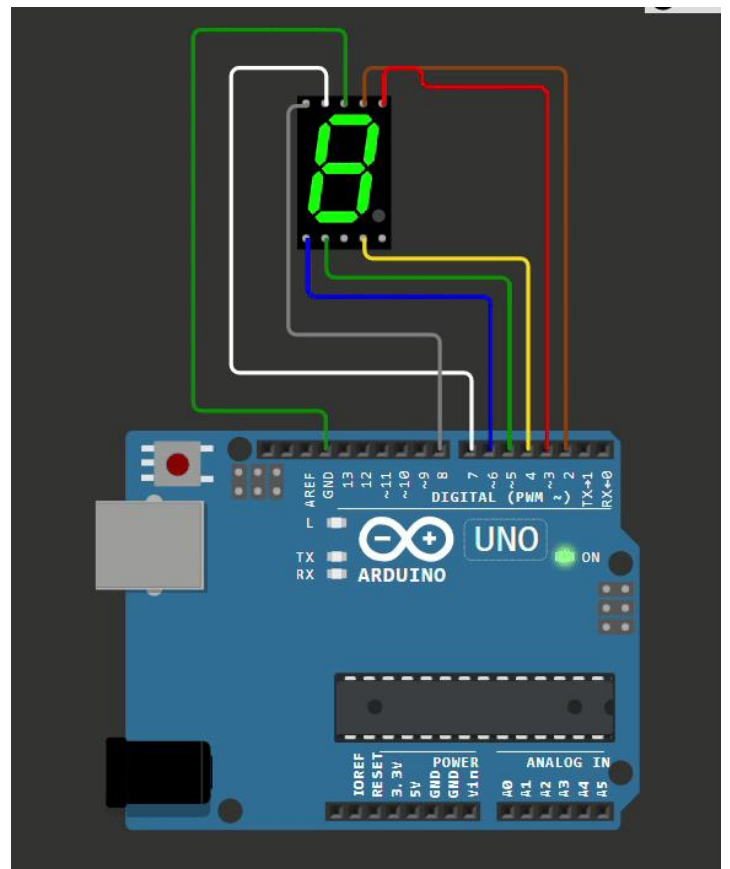 AREF
GND
13
12
~11
~10
~9
8
7
~6
~5
4
~3
2
TX→1
RX←0
DIGITAL (PWM ~)
L
UNO
TX
ON
RX
ARDUINO
POWER
ANALOG IN
IOREF
RESET
3.3V
5V
GND
GND
Vin
A0
A1
A2
A3
A4
A5